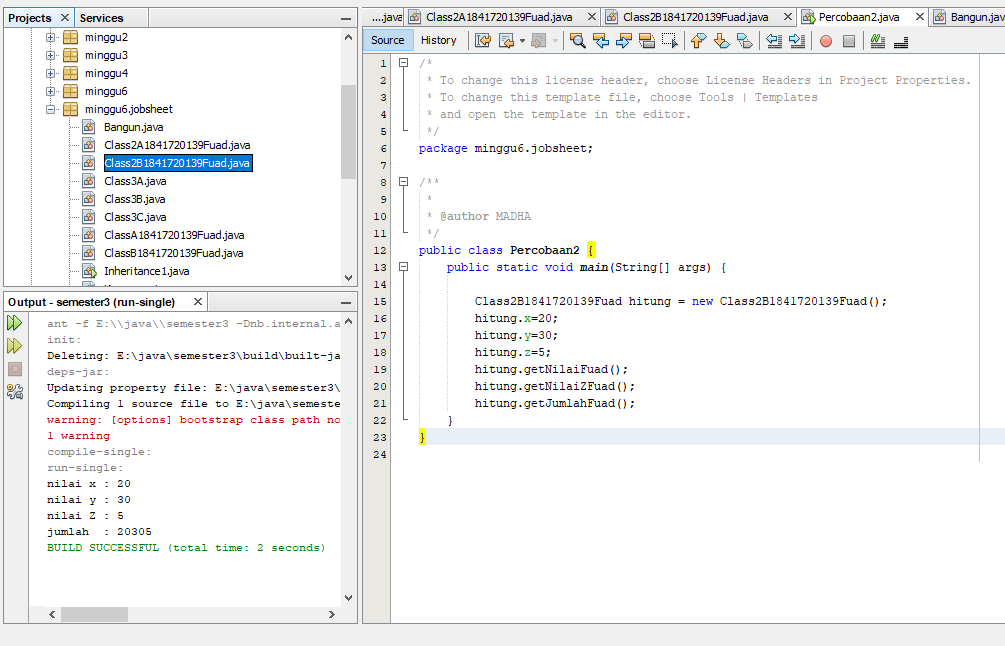 Projects × Services
minggu2
minggu3
minggu4
minggu6
minggu6.jobsheet
Bangun.java
Class2A1841720139Fuad.java
Class2B1841720139Fuad.java
Class3A.java
Class3B.java
Class3C.java
ClassA1841720139Fuad.java
ClassB1841720139Fuad.java
Inheritance1.java
Output - semester3 (run-single) ×
ant -f E:\\java\\semester3 -Dnb.internal.a
init:
Deleting: E:\java\semester3\build\built-ja
deps-jar:
Updating property file: E:\java\semester3\
Compiling 1 source file to E:\java\semeste
warning: [options] bootstrap class path no
1 warning
compile-single:
run-single:
nilai x : 20
nilai y : 30
nilai Z : 5
jumlah  : 20305
BUILD SUCCESSFUL (total time: 2 seconds)
....java Class2A1841720139Fuad.java × Class2B1841720139Fuad.java × Percobaan2.java × Bangun.jav
Source History
1 /*
2  * To change this license header, choose License Headers in Project Properties.
3  * To change this template file, choose Tools | Templates
4  * and open the template in the editor.
5  */
6 package minggu6.jobsheet;
7
8 /**
9  *
10  * @author MADHA
11  */
12 public class Percobaan2 {
13     public static void main(String[] args) {
14
15         Class2B1841720139Fuad hitung = new Class2B1841720139Fuad();
16         hitung.x=20;
17         hitung.y=30;
18         hitung.z=5;
19         hitung.getNilaiFuad();
20         hitung.getNilaiZFuad();
21         hitung.getJumlahFuad();
22     }
23 }
24